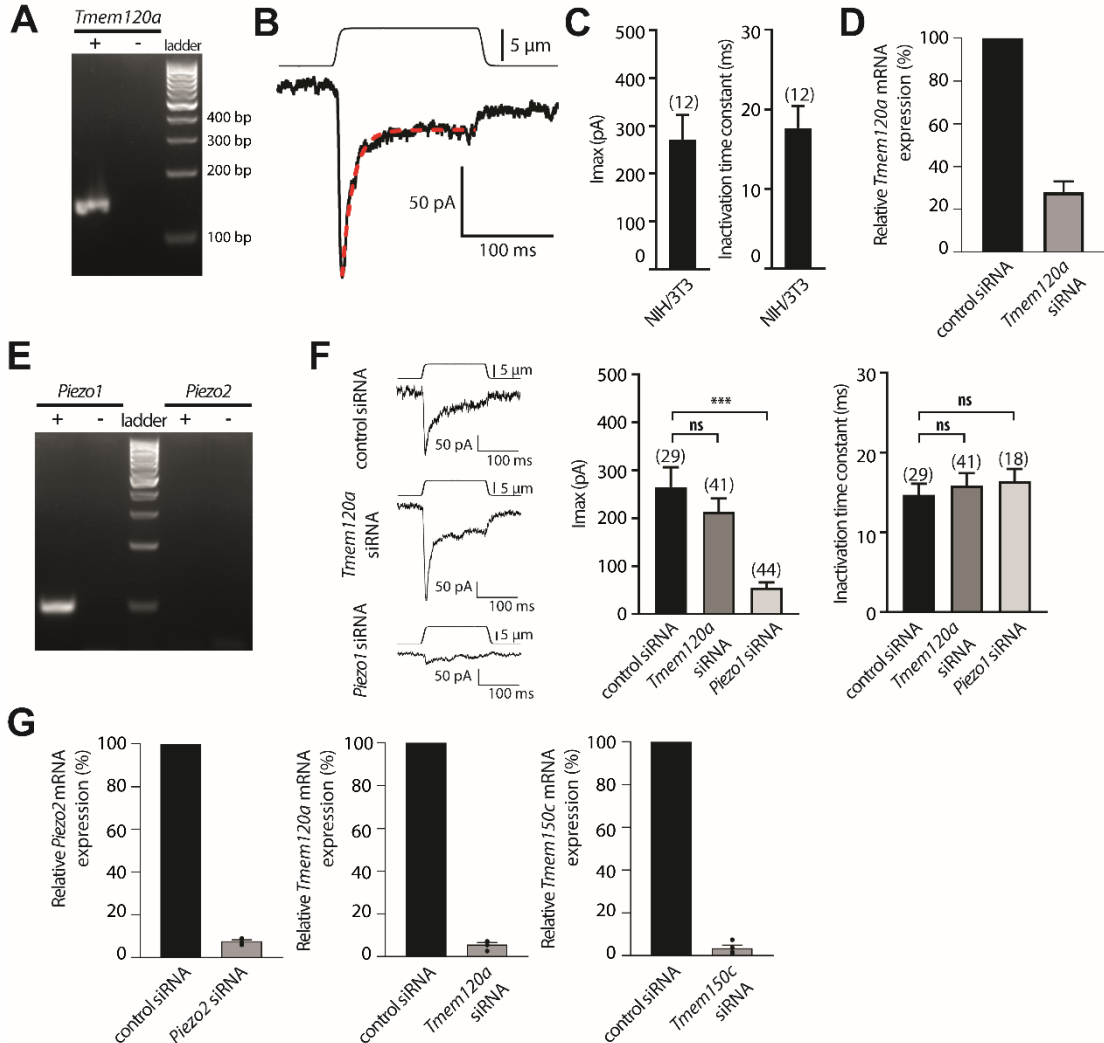 A
Tmem120a
+ - ladder
400 bp
300 bp
200 bp
100 bp
B
5 µm
50 pA
100 ms
C
Imax (pA)
500
400
300
200
100
0
(12)
NIH/3T3
Inactivation time constant (ms)
30
20
10
0
(12)
NIH/3T3
D
Relative Tmem120a mRNA
expression (%)
100
80
60
40
20
0
control siRNA
Tmem120a
siRNA
E
Piezo1 Piezo2
+ - ladder + -
F
control siRNA
5 µm
50 pA
100 ms
Tmem120a
siRNA
5 µm
50 pA
100 ms
Piezo1 siRNA
5 µm
50 pA
100 ms
Imax (pA)
500
400
300
200
100
0
***
ns
(29)
(41)
(44)
control siRNA
Tmem120a
siRNA
Piezo1 siRNA
Inactivation time constant (ms)
30
20
10
0
ns
ns
(29)
(41)
(18)
control siRNA
Tmem120a
siRNA
Piezo1 siRNA
G
Relative Piezo2 mRNA
expression (%)
100
80
60
40
20
0
control siRNA
Piezo2 siRNA
Relative Tmem120a mRNA
expression (%)
100
80
60
40
20
0
control siRNA
Tmem120a
siRNA
Relative Tmem150c mRNA
expression (%)
100
80
60
40
20
0
control siRNA
Tmem150c
siRNA